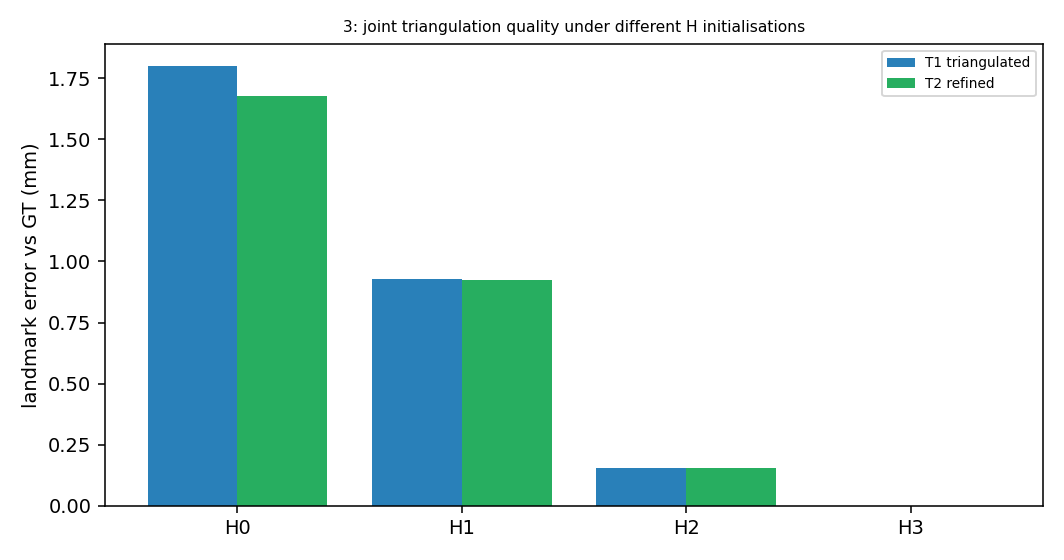 3: joint triangulation quality under different H initialisations
T1 triangulated
T2 refined
landmark error vs GT (mm)
1.75
1.50
1.25
1.00
0.75
0.50
0.25
0.00
H0 H1 H2 H3